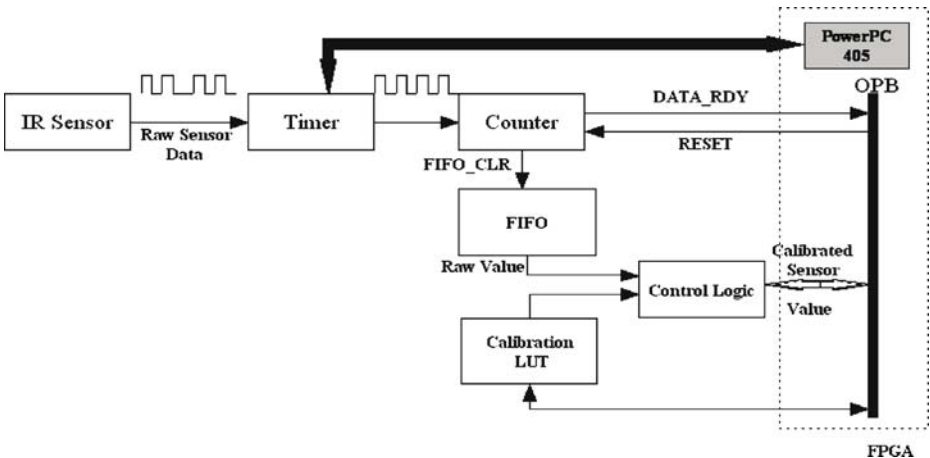 PowerPC
405
OPB
IR Sensor
Raw Sensor
Data
Timer
Counter
DATA_RDY
RESET
FIFO_CLR
FIFO
Raw Value
Control Logic
Calibrated
Sensor
Value
Calibration
LUT
FPGA